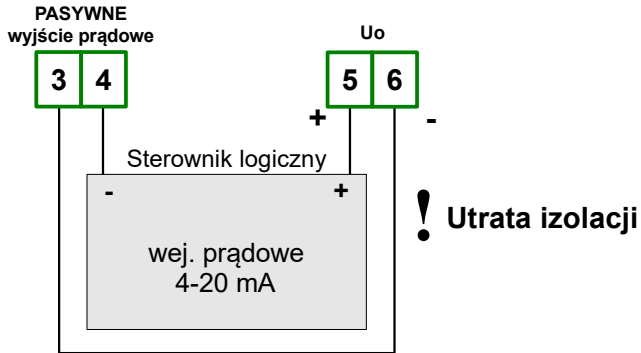 PASYWNE
wyjście prądowe
Uo
3 4
5 6
+ -
Sterownik logiczny
- +
! Utrata izolacji
wej. prądowe
4-20 mA